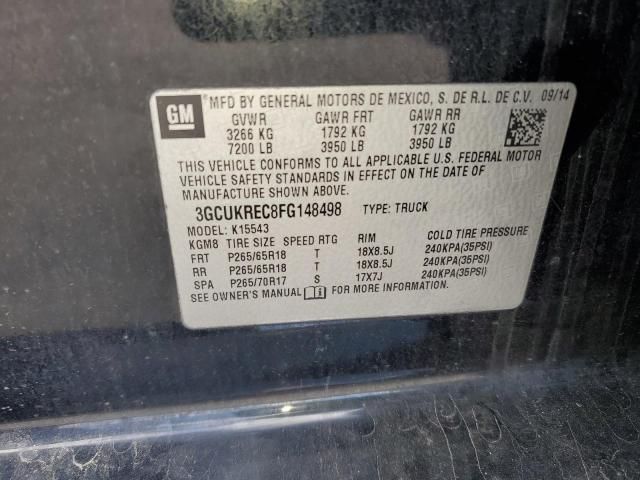 GM MFD BY GENERAL MOTORS DE MEXICO, S. DE R.L. DE C.V. 09/14
GVWR GAWR FRT GAWR RR
3266 KG 1792 KG 1792 KG
7200 LB 3950 LB 3950 LB
THIS VEHICLE CONFORMS TO ALL APPLICABLE U.S. FEDERAL MOTOR
VEHICLE SAFETY STANDARDS IN EFFECT ON THE DATE OF
MANUFACTURE SHOWN ABOVE.
3GCUKREC8FG148498 TYPE: TRUCK
MODEL: K15543
KGM8 TIRE SIZE SPEED RTG RIM COLD TIRE PRESSURE
FRT P265/65R18 T 18X8.5J 240KPA(35PSI)
RR P265/65R18 T 18X8.5J 240KPA(35PSI)
SPA P265/70R17 S 17X7J 240KPA(35PSI)
SEE OWNER'S MANUAL FOR MORE INFORMATION.